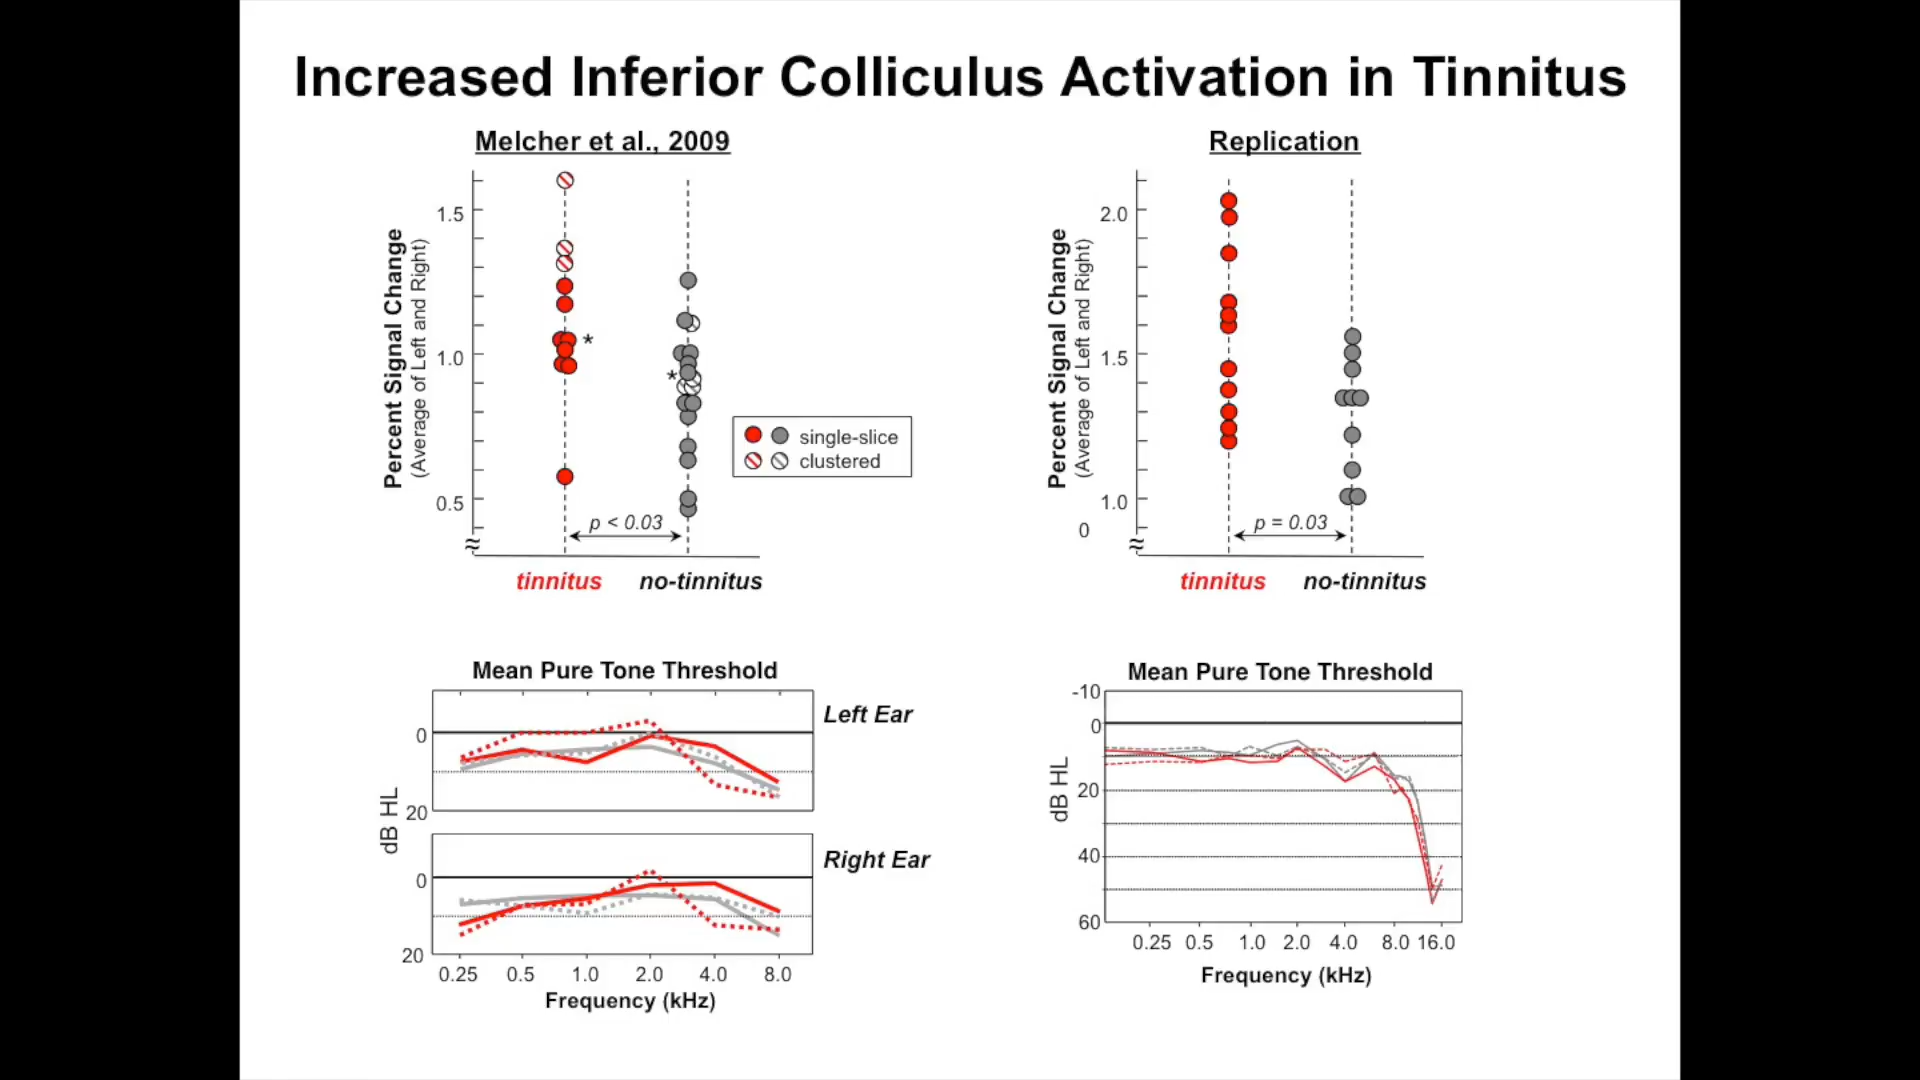 Increased Inferior Colliculus Activation in Tinnitus
Melcher et al., 2009
Percent Signal Change
(Average of Left and Right)
1.5
1.0
0.5
≈
*
*
p < 0.03
tinnitus
no-tinnitus
single-slice
clustered
Replication
Percent Signal Change
(Average of Left and Right)
2.0
1.5
1.0
0
≈
p = 0.03
tinnitus
no-tinnitus
Mean Pure Tone Threshold
Left Ear
0
20
dB HL
Right Ear
0
20
0.25 0.5 1.0 2.0 4.0 8.0
Frequency (kHz)
Mean Pure Tone Threshold
-10
0
20
40
60
dB HL
0.25 0.5 1.0 2.0 4.0 8.0 16.0
Frequency (kHz)